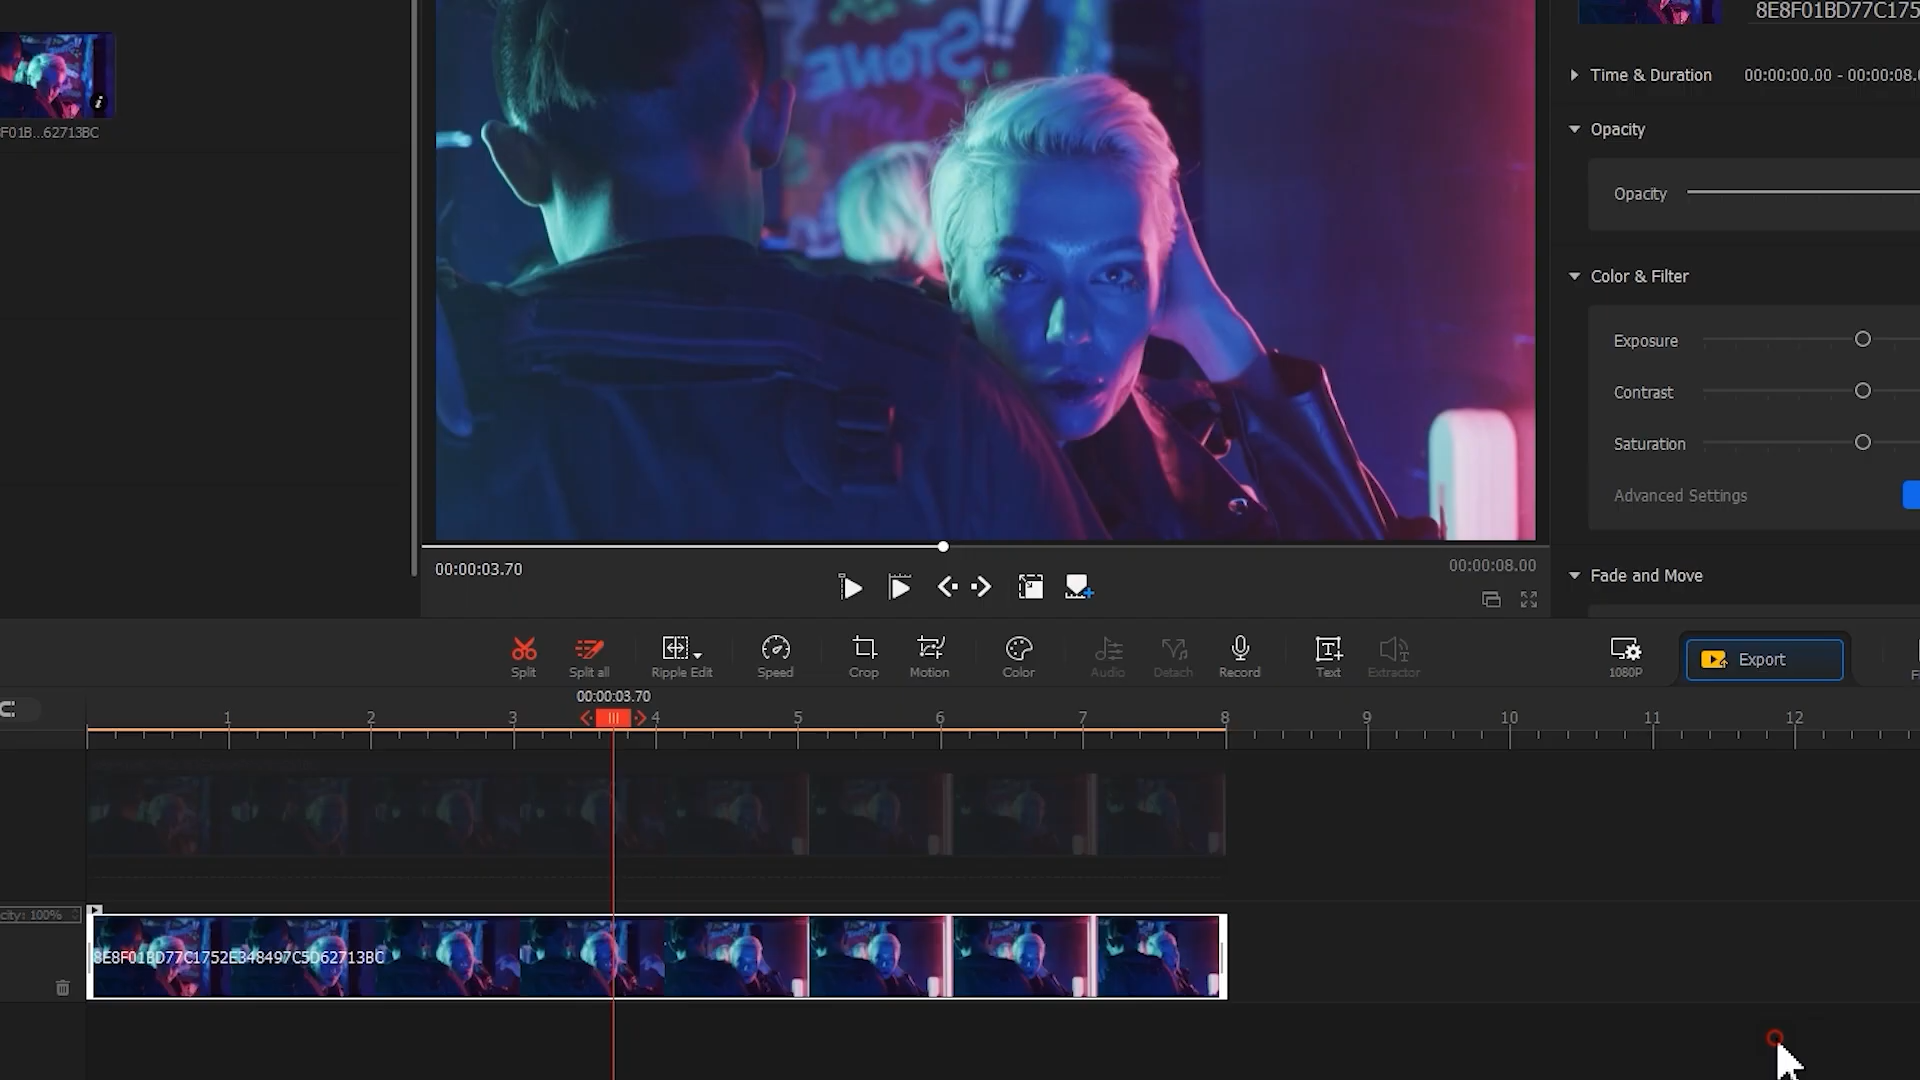 8E8F01BD77C175
F01B...62713BC
Time & Duration
00:00:00.00 - 00:00:08.
Opacity
Opacity
Color & Filter
Exposure
Contrast
Saturation
Advanced Settings
Fade and Move
STONE
!!
00:00:03.70
00:00:08.00
Split
Split all
Ripple Edit
Speed
Crop
Motion
Color
Audio
Detach
Record
Text
Extractor
1080P
Export
00:00:03.70
1 2 3 4 5 6 7 8 9 10 11 12
city: 100%
8E8F01BD77C1752E348497C5D62713BC